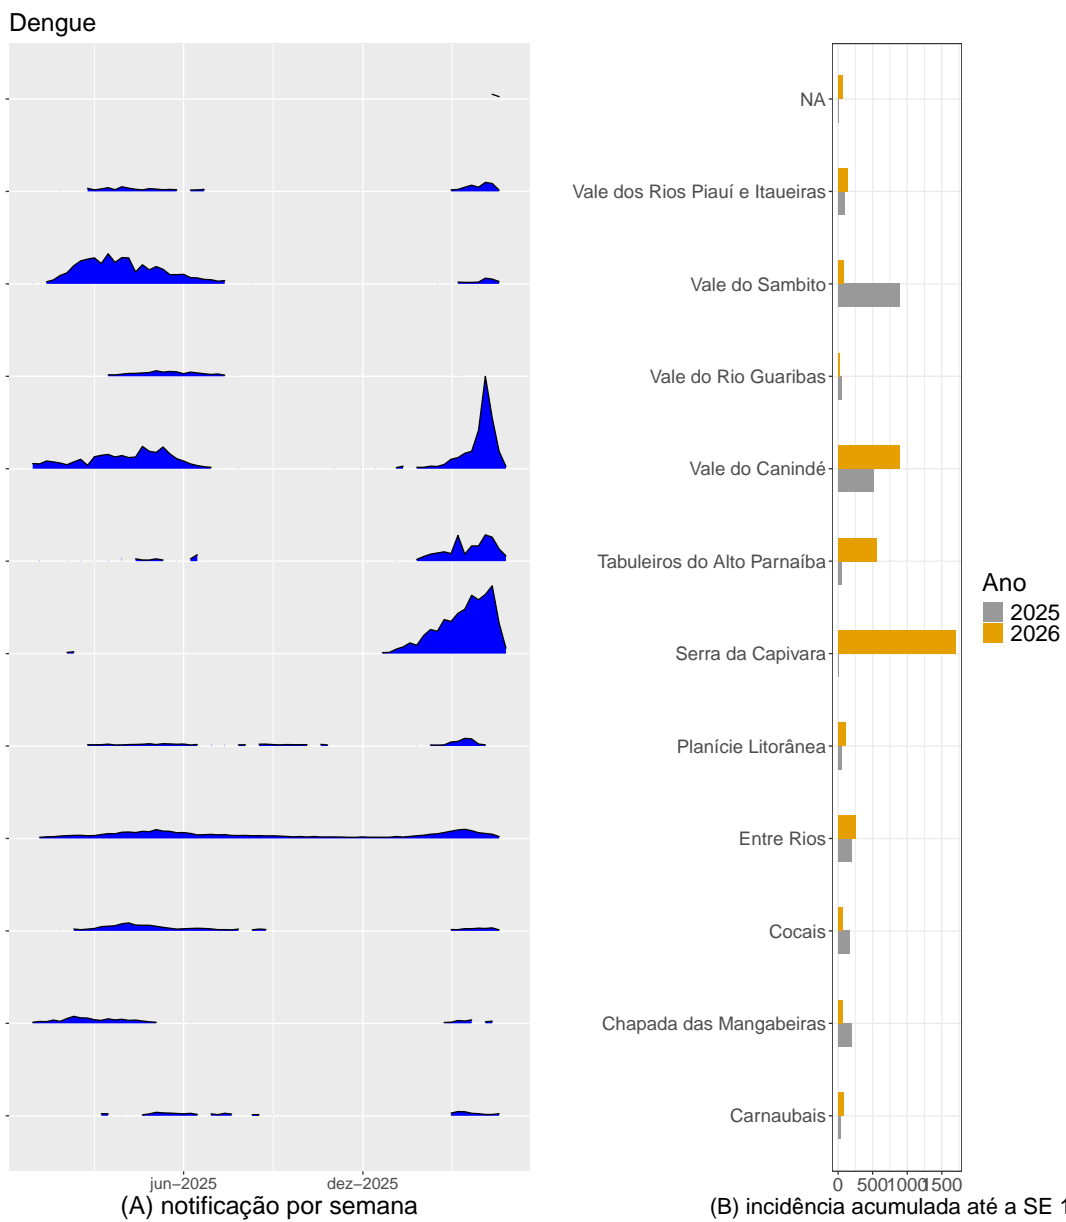 Dengue
NA
Vale dos Rios Piauí e Itaueiras
Vale do Sambito
Vale do Rio Guaribas
Vale do Canindé
Tabuleiros do Alto Parnaíba
Serra da Capivara
Planície Litorânea
Entre Rios
Cocais
Chapada das Mangabeiras
Carnaubais
Ano
2025
2026
jun–2025
dez–2025
0
500
1000
1500
(A) notificação por semana
(B) incidência acumulada até a SE 1